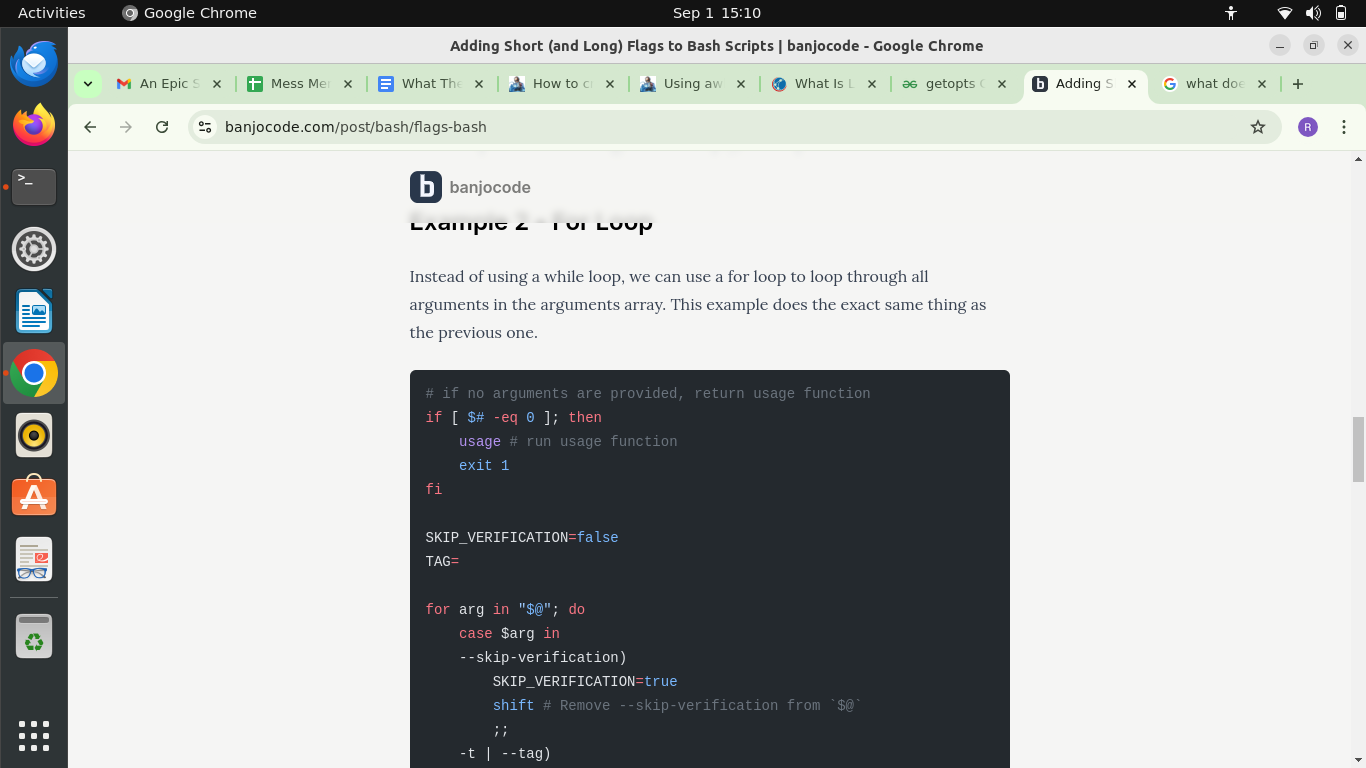 Activities
Google Chrome
Sep 1 15:10
Adding Short (and Long) Flags to Bash Scripts | banjocode - Google Chrome
An Epic S
Mess Mer
What The
How to cr
Using aw
What Is L
getopts C
Adding S
what doe
banjocode.com/post/bash/flags-bash
R
b banjocode
Example 2 - For Loop
Instead of using a while loop, we can use a for loop to loop through all
arguments in the arguments array. This example does the exact same thing as
the previous one.
# if no arguments are provided, return usage function
if [ $# -eq 0 ]; then
    usage # run usage function
    exit 1
fi
SKIP_VERIFICATION=false
TAG=
for arg in "$@"; do
    case $arg in
    --skip-verification)
        SKIP_VERIFICATION=true
        shift # Remove --skip-verification from `$@`
        ;;
    -t | --tag)